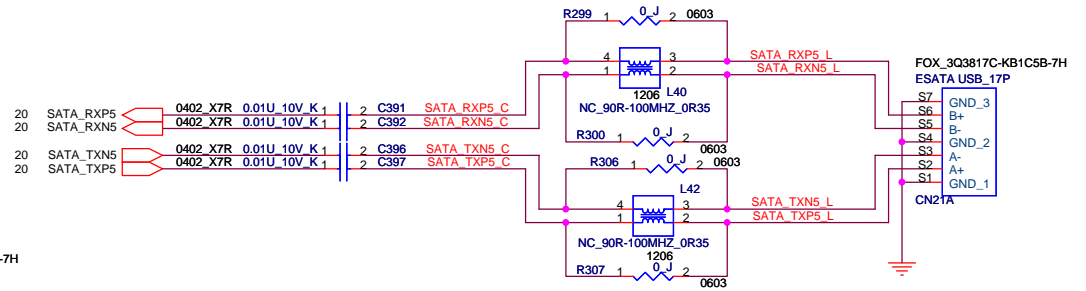 R299 1 0_J 2 0603
4 3 SATA_RXP5_L
1 2 SATA_RXN5_L
1206 L40
NC_90R-100MHZ_0R35
FOX_3Q3817C-KB1C5B-7H
ESATA USB_17P
20 SATA_RXP5 0402_X7R 0.01U_10V_K 1 2 C391 SATA_RXP5_C
20 SATA_RXN5 0402_X7R 0.01U_10V_K 1 2 C392 SATA_RXN5_C
R300 1 0_J 2 0603
20 SATA_TXN5 0402_X7R 0.01U_10V_K 1 2 C396 SATA_TXN5_C
20 SATA_TXP5 0402_X7R 0.01U_10V_K 1 2 C397 SATA_TXP5_C
R306 1 0_J 2 0603
S7 GND_3
S6 B+
S5 B-
S4 GND_2
S3 A-
S2 A+
S1 GND_1
CN21A
L42
4 3 SATA_TXN5_L
1 2 SATA_TXP5_L
NC_90R-100MHZ_0R35
1206
R307 1 0_J 2 0603
-7H